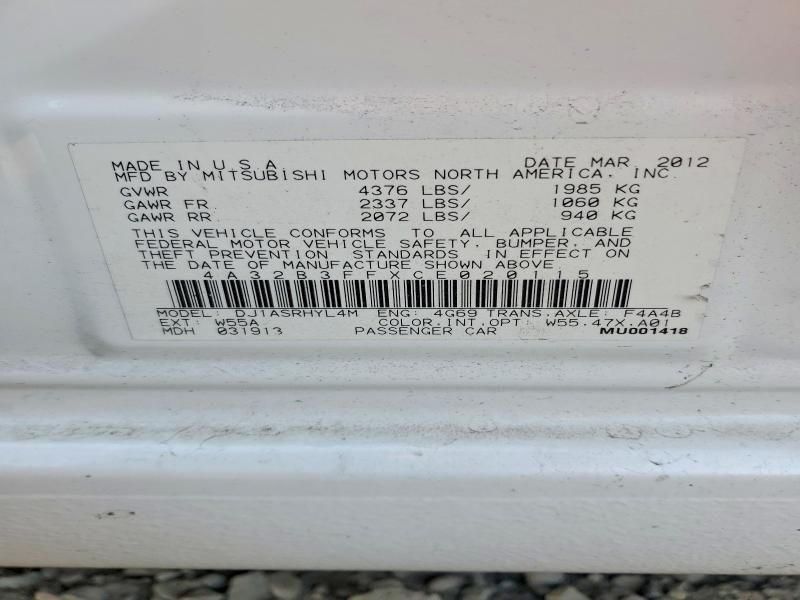 MADE IN U S A DATE MAR 2012
MFD BY MITSUBISHI MOTORS NORTH AMERICA, INC.
GVWR 4376 LBS/ 1985 KG
GAWR FR 2337 LBS/ 1060 KG
GAWR RR 2072 LBS/ 940 KG
THIS VEHICLE CONFORMS TO ALL APPLICABLE
FEDERAL MOTOR VEHICLE SAFETY, BUMPER, AND
THEFT PREVENTION STANDARDS IN EFFECT ON
THE DATE OF MANUFACTURE SHOWN ABOVE
4A32B3FFXCE020115
MODEL: DJ1ASRHYL4M ENG: 4G69 TRANS.AXLE: F4A4B
EXT: W55A COLOR.INT.OPT: W55.47X.A01
MDH 031913 PASSENGER CAR MU001418